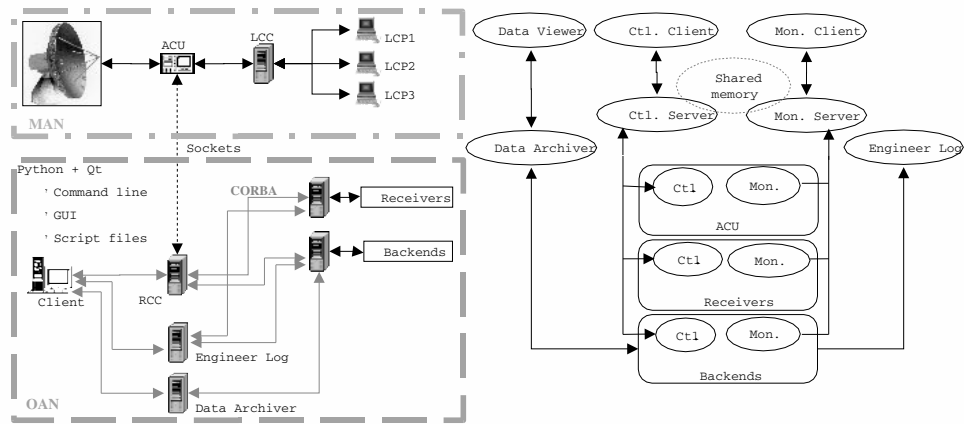 ACU
LCC
LCP1
LCP2
LCP3
MAN
Sockets
Python + Qt
' Command line
' GUI
' Script files
CORBA
Receivers
Backends
Client
RCC
Engineer Log
Data Archiver
OAN
Data Viewer
Ctl. Client
Mon. Client
Shared
memory
Ctl. Server
Mon. Server
Data Archiver
Engineer Log
Ctl
Mon.
ACU
Ctl
Mon.
Receivers
Ctl
Mon.
Backends